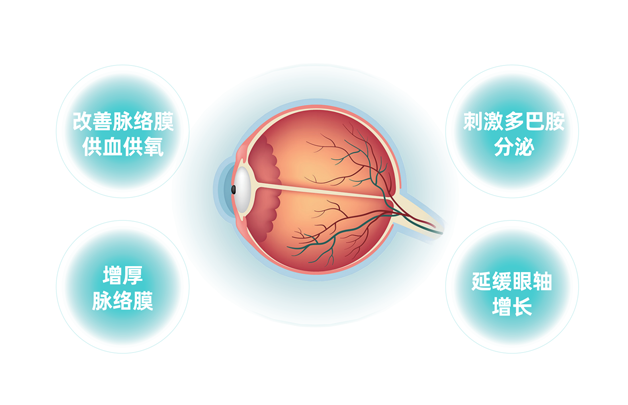 改善脉络膜
供血供氧
刺激多巴胺
分泌
增厚
脉络膜
延缓眼轴
增长